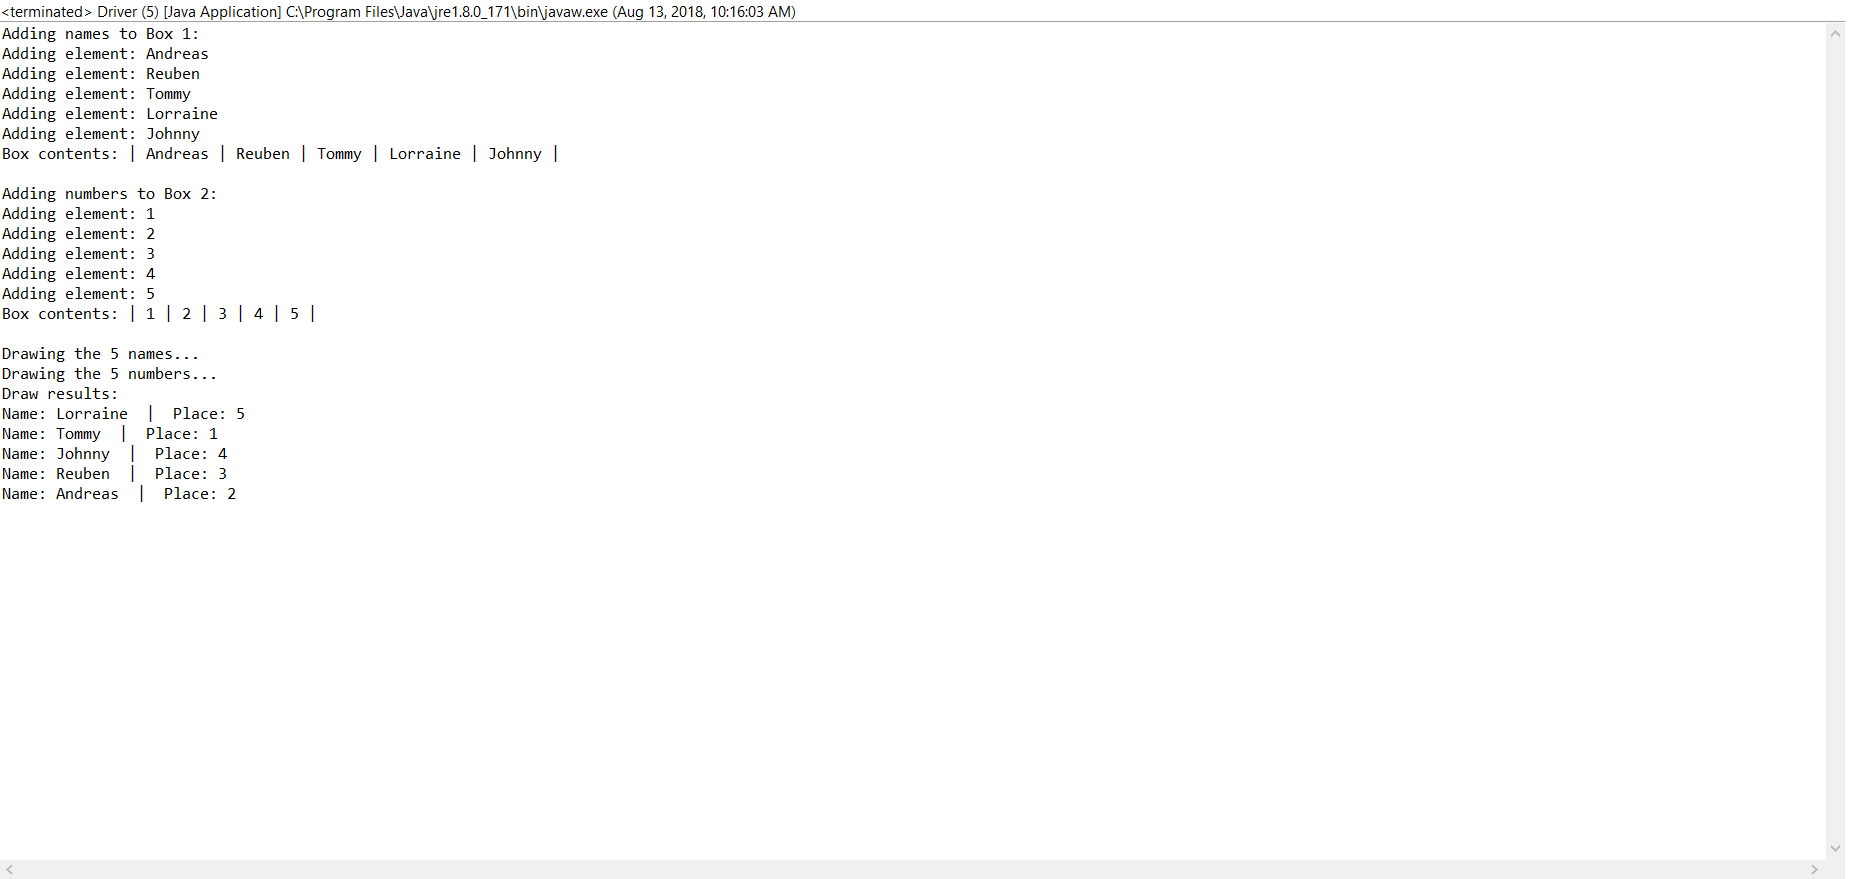 <terminated> Driver (5) [Java Application] C:\Program Files\Java\jre1.8.0_171\bin\javaw.exe (Aug 13, 2018, 10:16:03 AM)
Adding names to Box 1:
Adding element: Andreas
Adding element: Reuben
Adding element: Tommy
Adding element: Lorraine
Adding element: Johnny
Box contents: | Andreas | Reuben | Tommy | Lorraine | Johnny |

Adding numbers to Box 2:
Adding element: 1
Adding element: 2
Adding element: 3
Adding element: 4
Adding element: 5
Box contents: | 1 | 2 | 3 | 4 | 5 |

Drawing the 5 names...
Drawing the 5 numbers...
Draw results:
Name: Lorraine  |  Place: 5
Name: Tommy  |  Place: 1
Name: Johnny  |  Place: 4
Name: Reuben  |  Place: 3
Name: Andreas  |  Place: 2